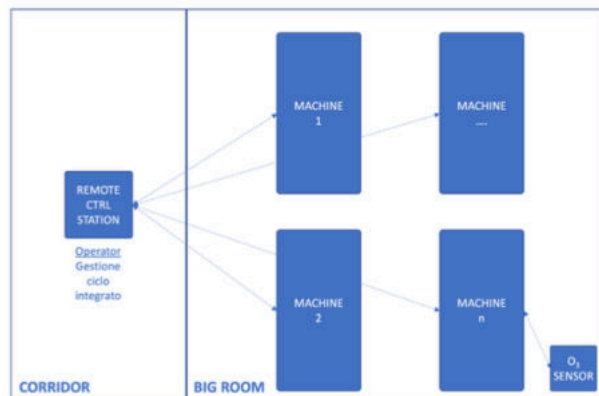 MACHINE
1
MACHINE
....
REMOTE
CTRL
STATION
Operator
Gestione
ciclo
integrato
MACHINE
2
MACHINE
n
O₃
SENSOR
CORRIDOR
BIG ROOM